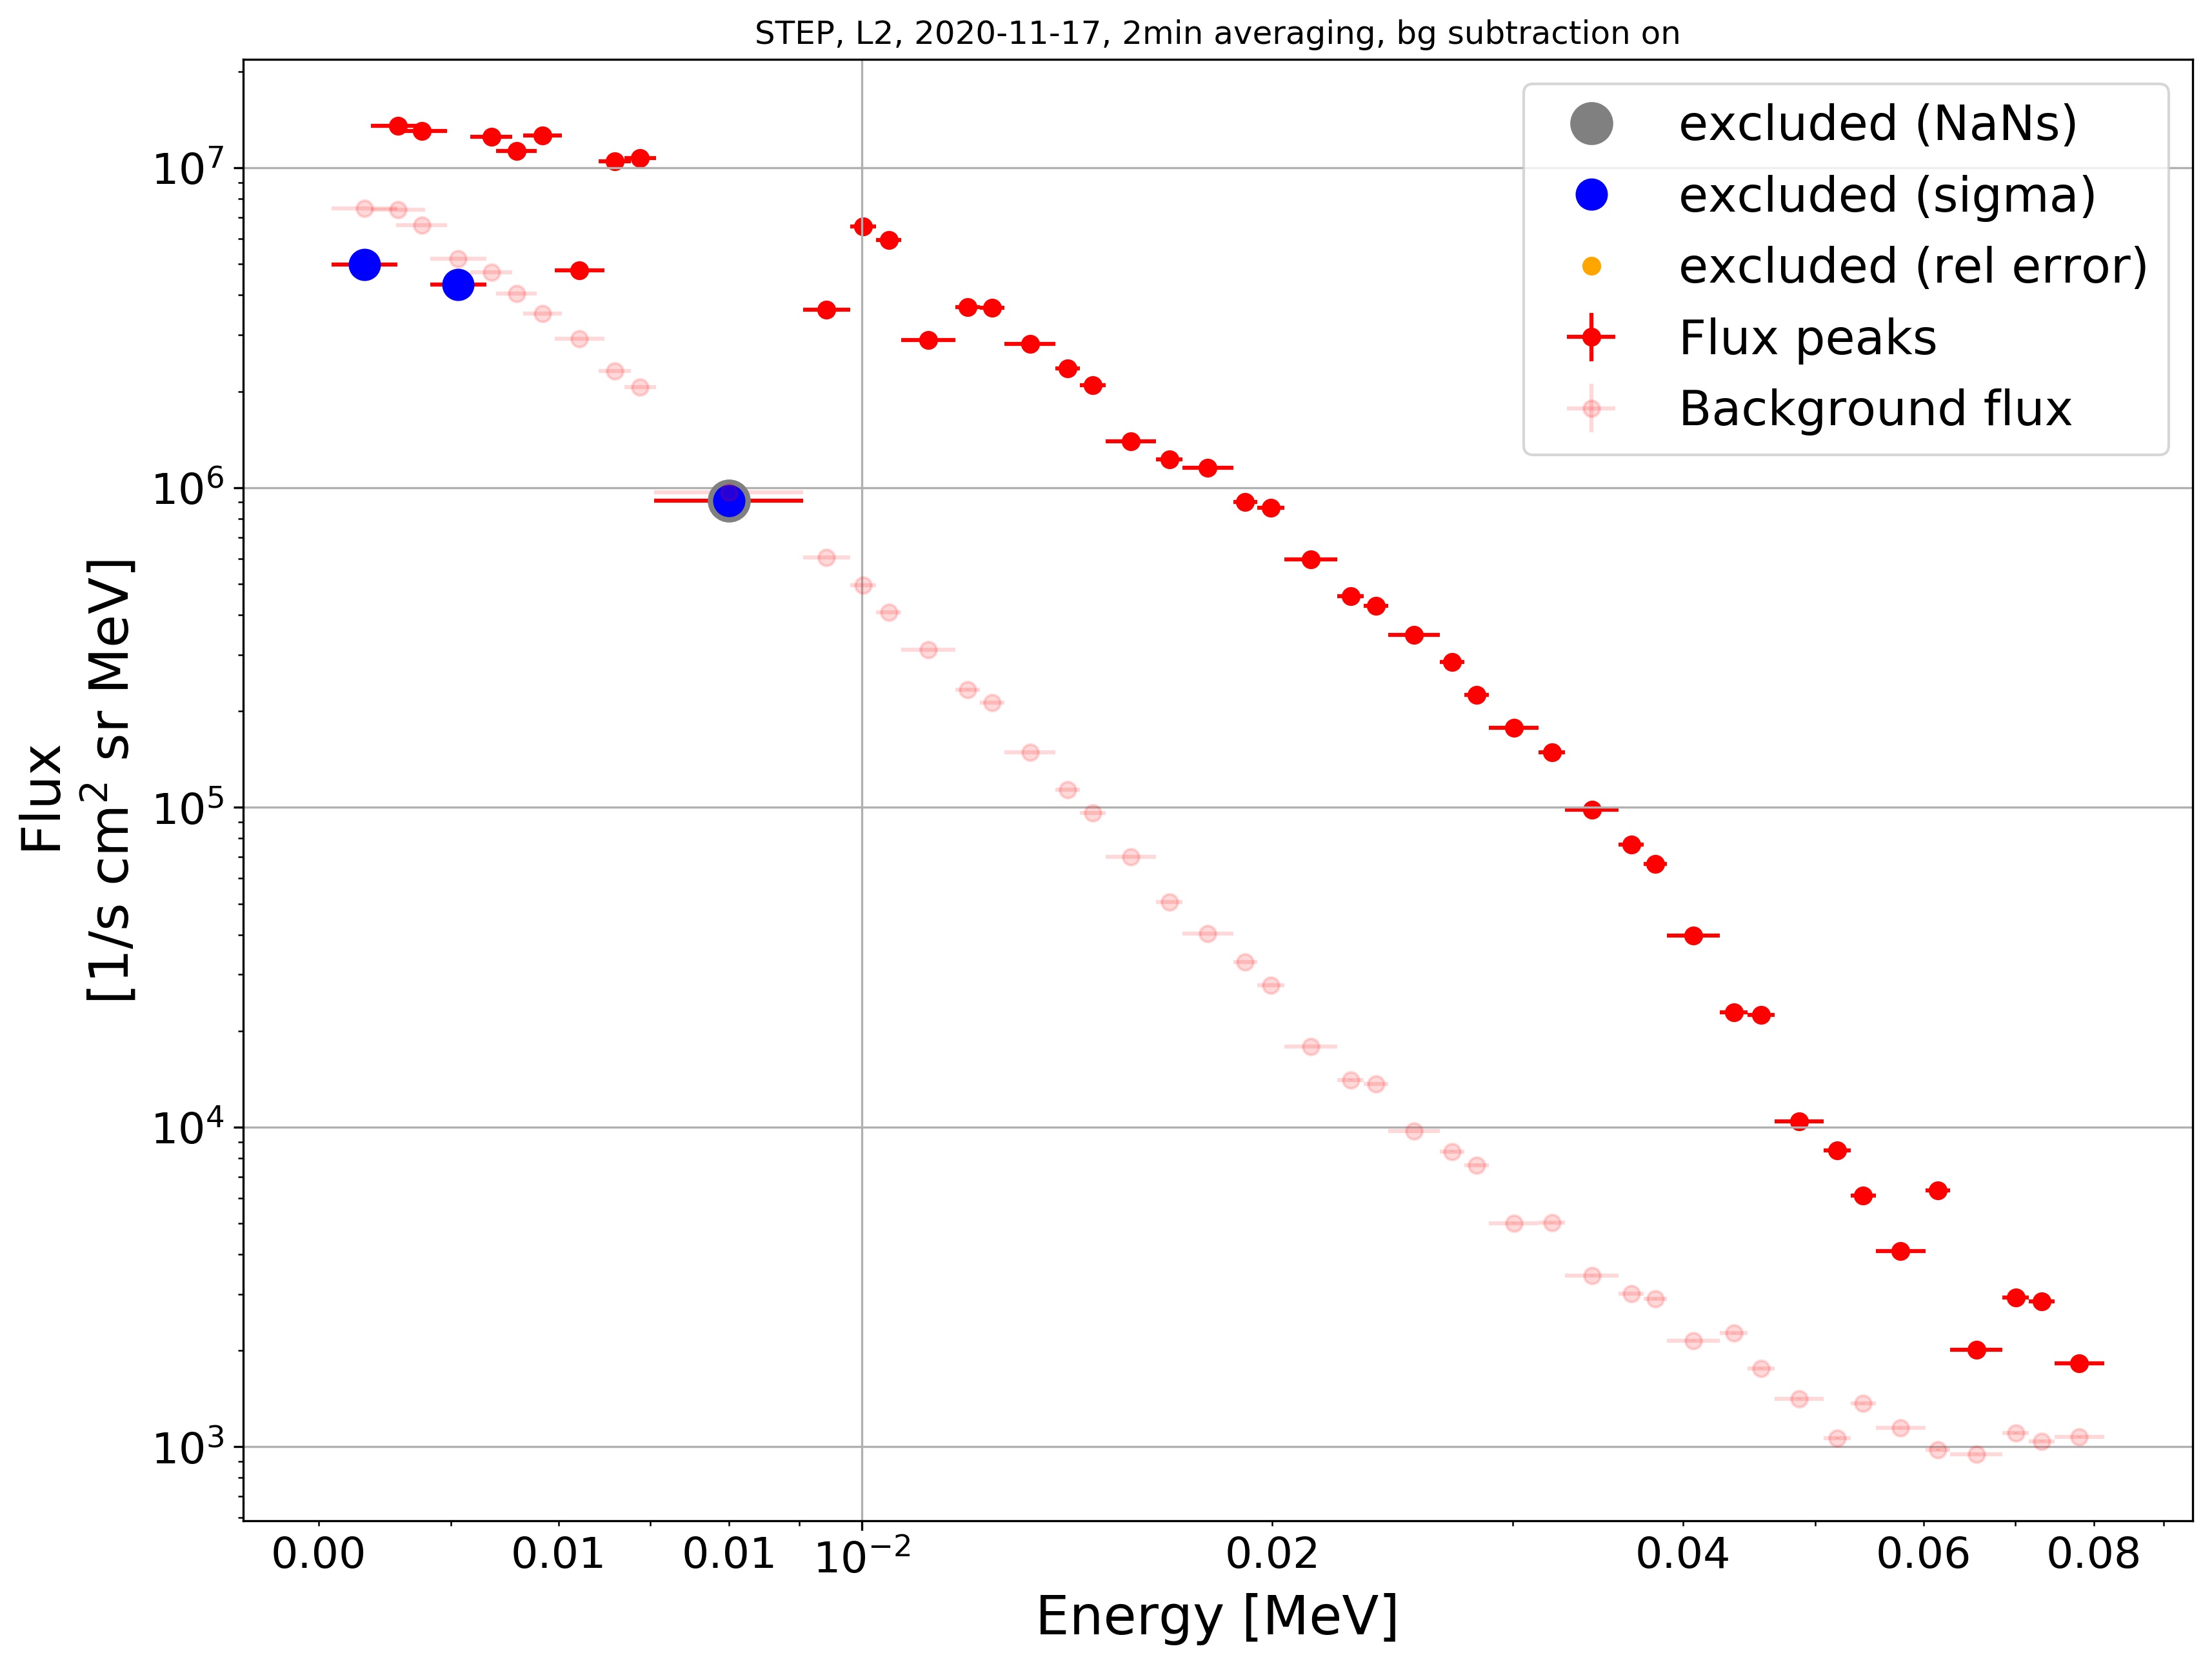 STEP, L2, 2020-11-17, 2min averaging, bg subtraction on
excluded (NaNs)
excluded (sigma)
excluded (rel error)
Flux peaks
Background flux
Flux
[1/s cm² sr MeV]
10⁷
10⁶
10⁵
10⁴
10³
0.00 0.01 0.01 10⁻² 0.02 0.04 0.06 0.08
Energy [MeV]